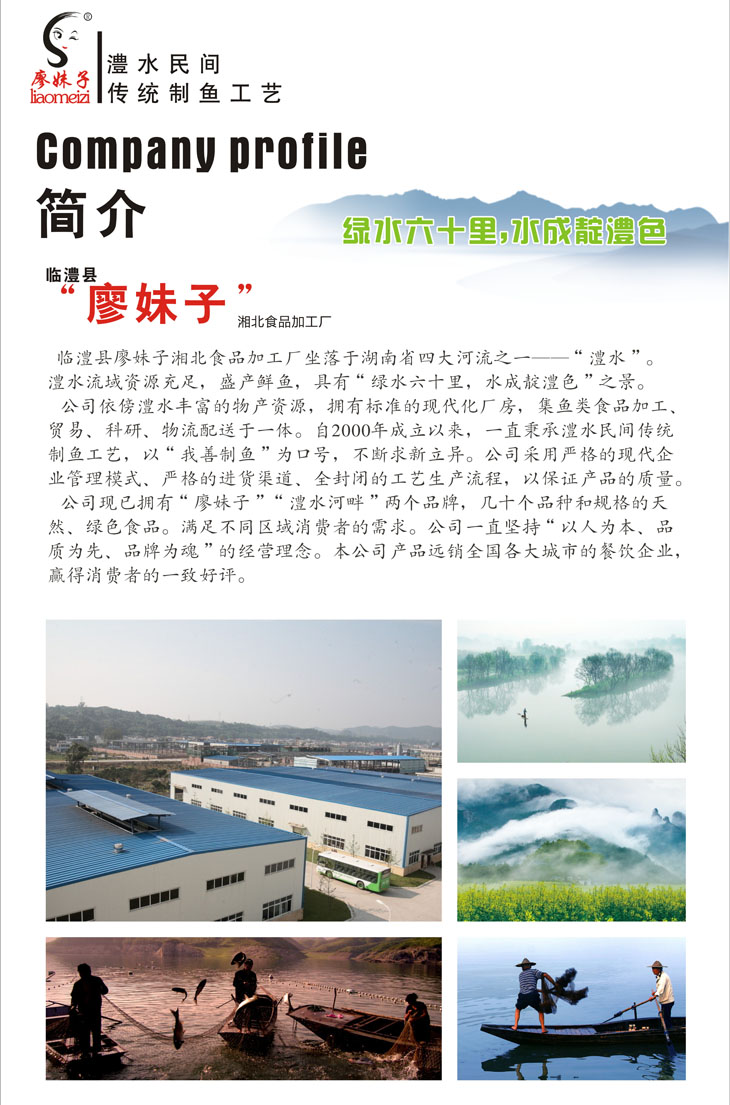 ®
廖妹子
liaomeizi
澧水民间
传统制鱼工艺
Company profile
简介
绿水六十里,水成靛澧色
临澧县
“廖妹子”
湘北食品加工厂
临澧县廖妹子湘北食品加工厂坐落于湖南省四大河流之一——“澧水”。
澧水流域资源充足，盛产鲜鱼，具有“绿水六十里，水成靛澧色”之景。
公司依傍澧水丰富的物产资源，拥有标准的现代化厂房，集鱼类食品加工、
贸易、科研、物流配送于一体。自2000年成立以来，一直秉承澧水民间传统
制鱼工艺，以“我善制鱼”为口号，不断求新立异。公司采用严格的现代企
业管理模式、严格的进货渠道、全封闭的工艺生产流程，以保证产品的质量。
公司现已拥有“廖妹子”“澧水河畔”两个品牌，几十个品种和规格的天
然、绿色食品。满足不同区域消费者的需求。公司一直坚持“以人为本、品
质为先、品牌为魂”的经营理念。本公司产品远销全国各大城市的餐饮企业，
赢得消费者的一致好评。